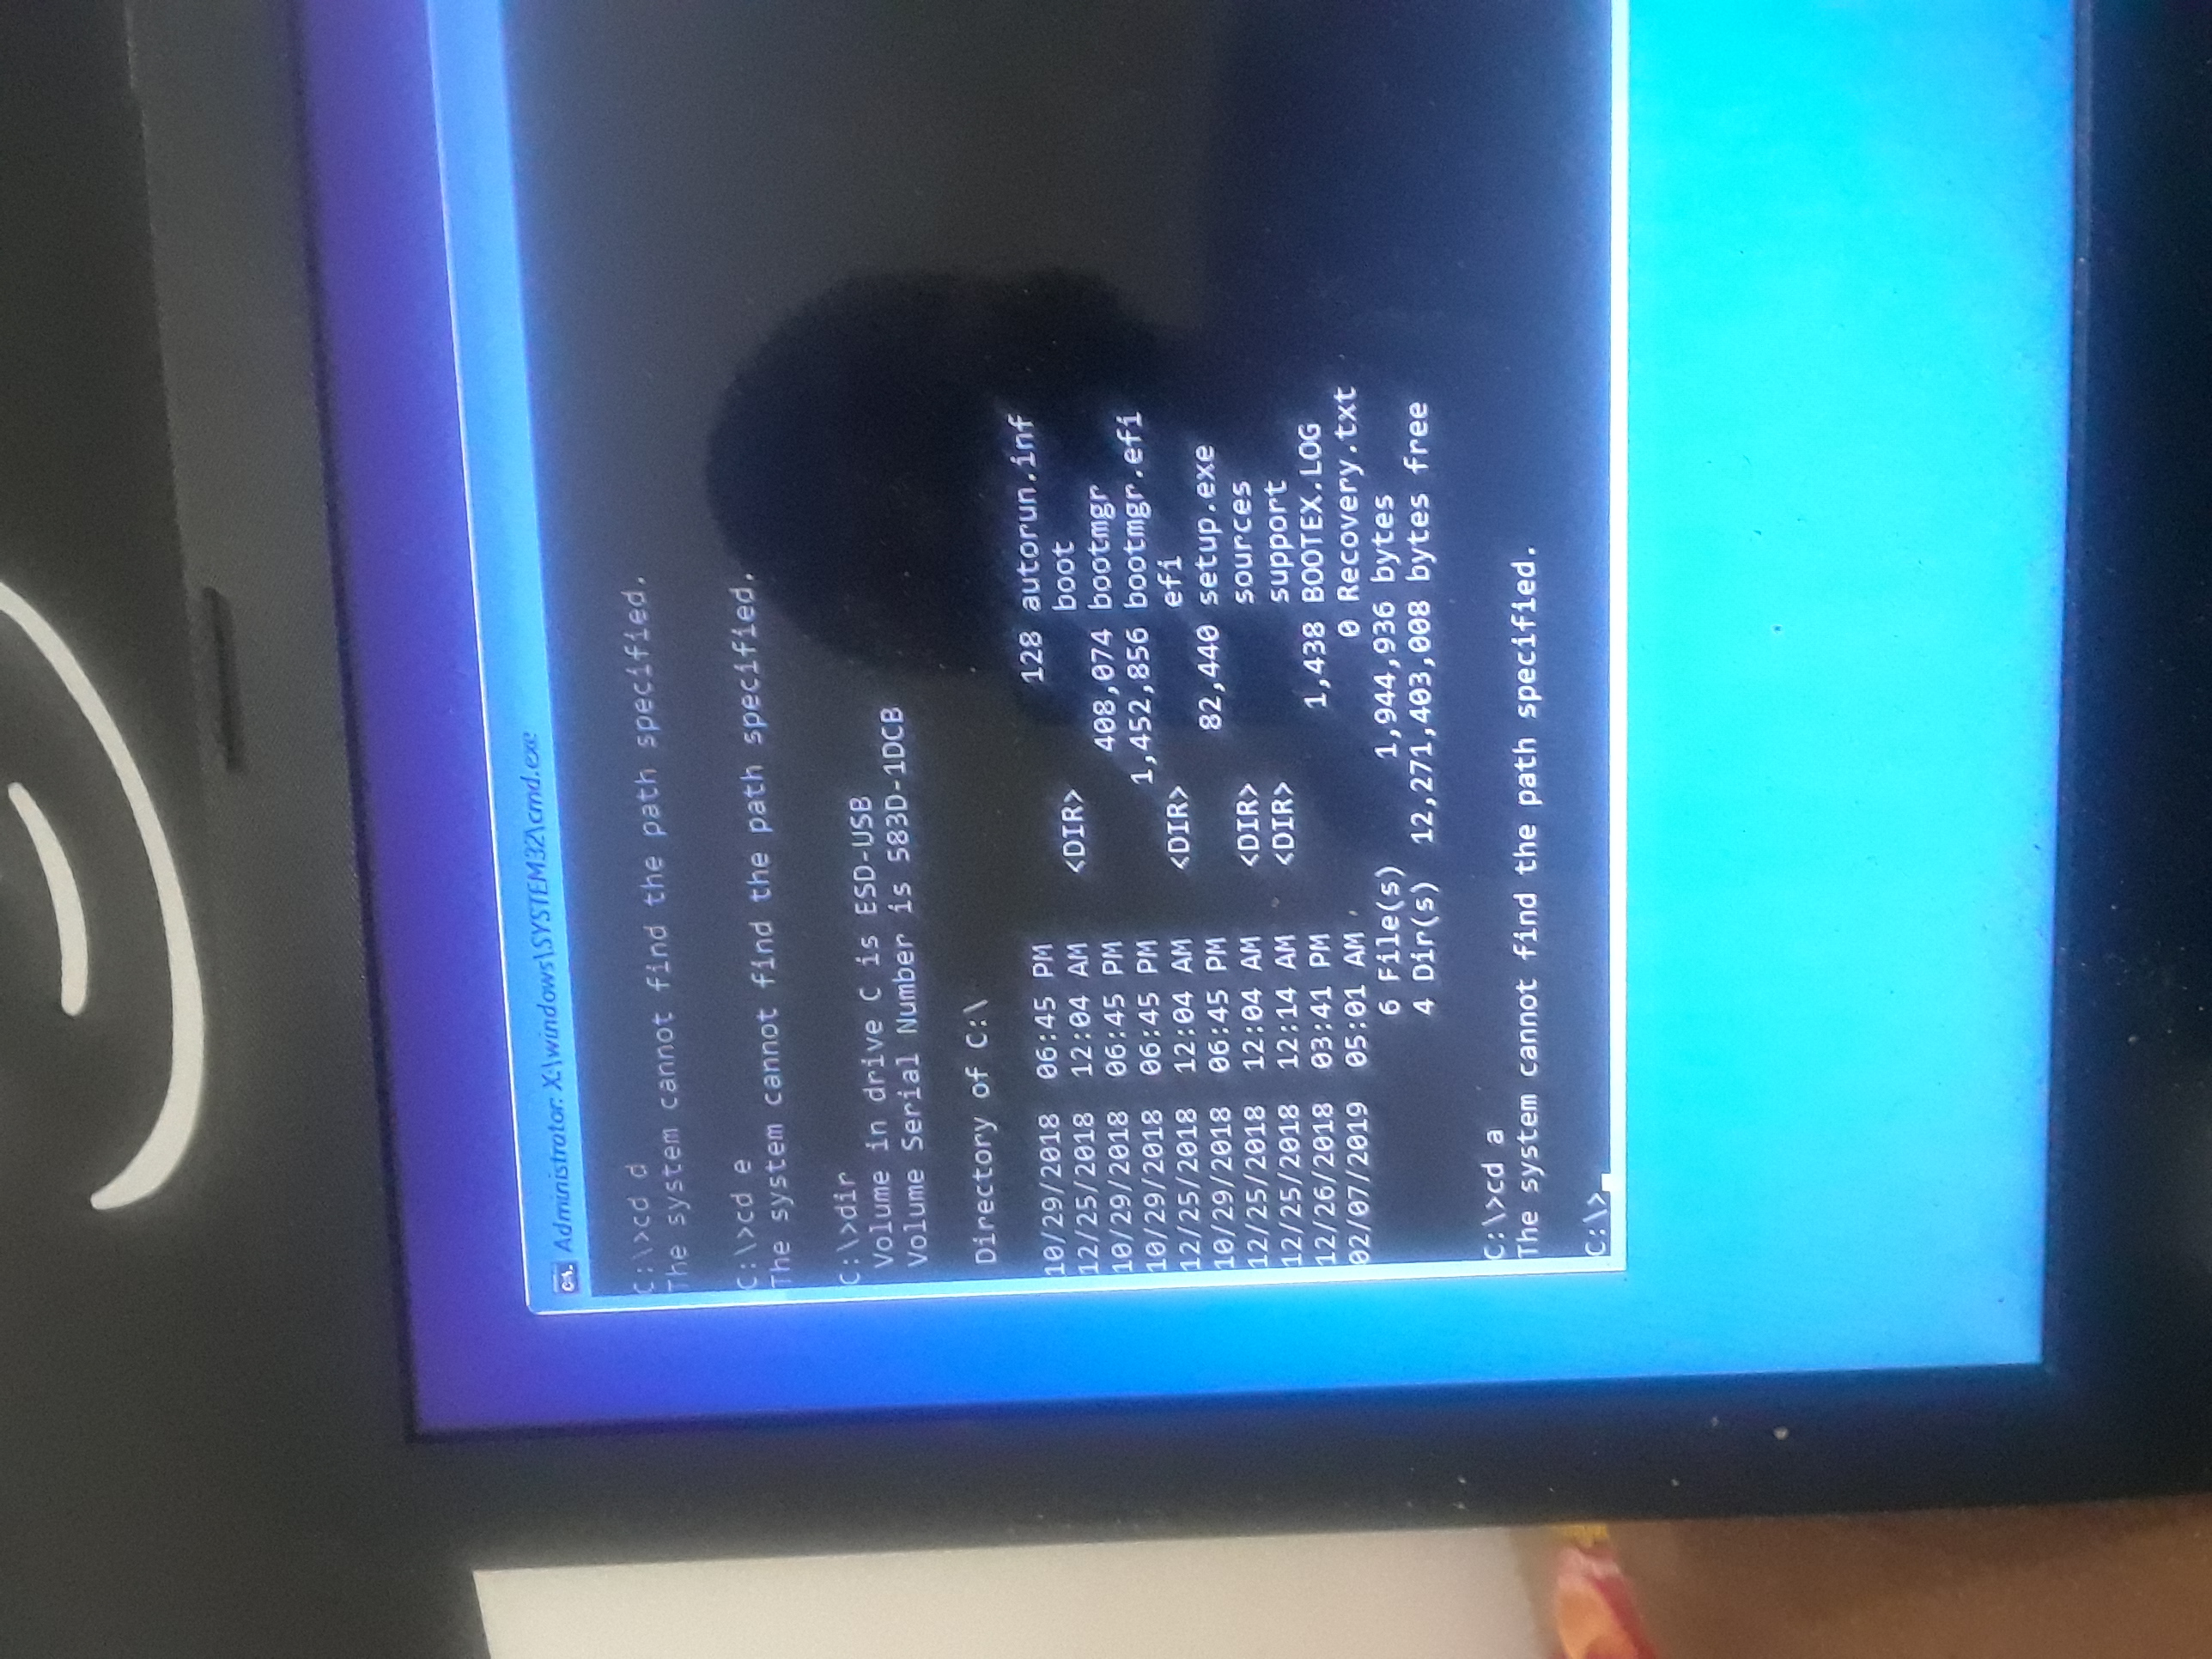 Administrator: X:\windows\SYSTEM32\cmd.exe
C:\>cd d
The system cannot find the path specified.
C:\>cd e
The system cannot find the path specified.
C:\>dir
Volume in drive C is ESD-USB
Volume Serial Number is 583D-1DCB
Directory of C:\
10/29/2018 06:45 PM 128 autorun.inf
12/25/2018 12:04 AM <DIR> boot
10/29/2018 06:45 PM 408,074 bootmgr
10/29/2018 06:45 PM 1,452,856 bootmgr.efi
12/25/2018 12:04 AM <DIR> efi
10/29/2018 06:45 PM 82,440 setup.exe
12/25/2018 12:04 AM <DIR> sources
12/25/2018 12:14 AM <DIR> support
12/26/2018 03:41 PM 1,438 BOOTEX.LOG
02/07/2019 05:01 AM 0 Recovery.txt
6 File(s) 1,944,936 bytes
4 Dir(s) 12,271,403,008 bytes free
C:\>cd a
The system cannot find the path specified.
C:\>